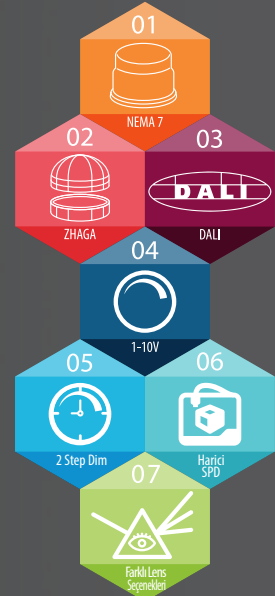 01
NEMA 7
02
ZHAGA
03
DALI
DALI
04
1-10V
05
2 Step Dim
06
Harici
SPD
07
Farklı Lens
Seçenekleri